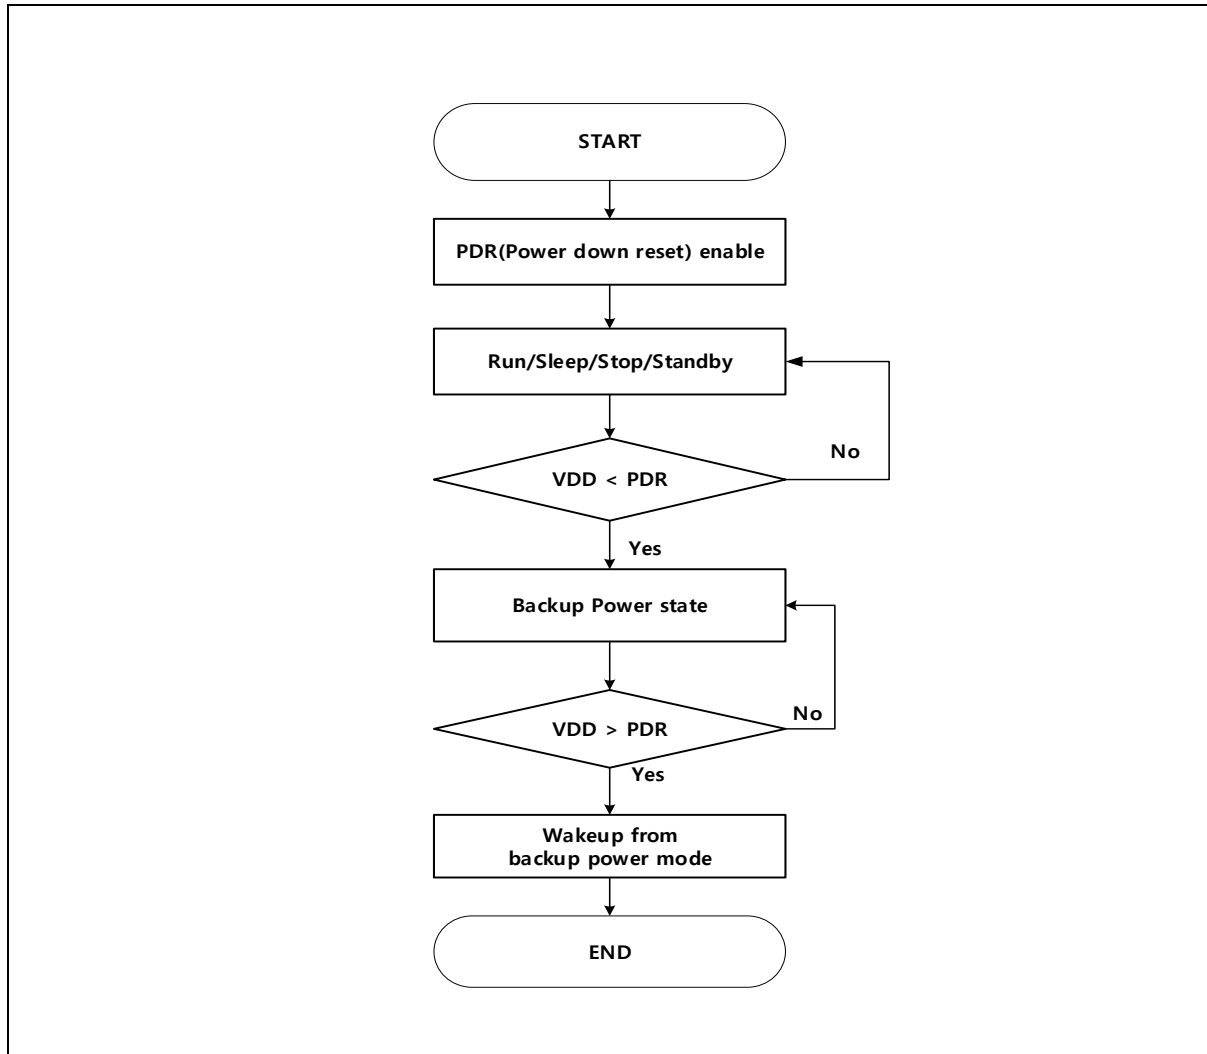 START
PDR(Power down reset) enable
Run/Sleep/Stop/Standby
No
VDD < PDR
Yes
Backup Power state
No
VDD > PDR
Yes
Wakeup from
backup power mode
END